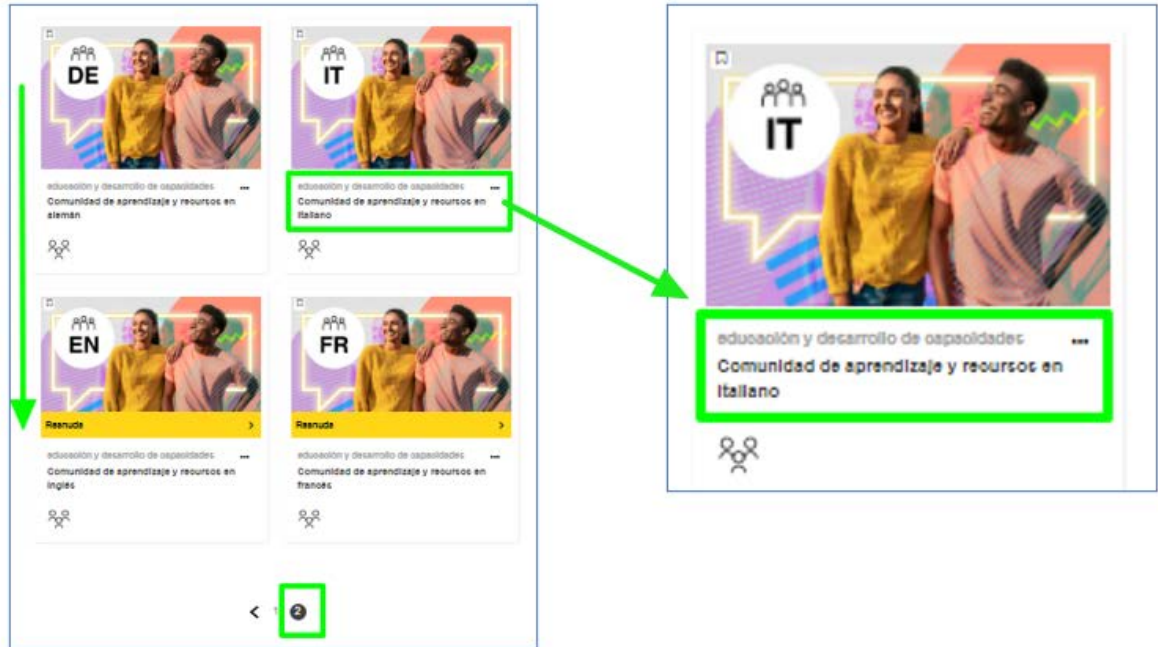 DE
educación y desarrollo de capacidades ...
Comunidad de aprendizaje y recursos en
alemán
IT
educación y desarrollo de capacidades ...
Comunidad de aprendizaje y recursos en
Italiano
EN
Reanuda >
educación y desarrollo de capacidades ...
Comunidad de aprendizaje y recursos en
Inglés
FR
Reanuda >
educación y desarrollo de capacidades ...
Comunidad de aprendizaje y recursos en
francés
< 1 2
IT
educación y desarrollo de capacidades ...
Comunidad de aprendizaje y recursos en
Italiano